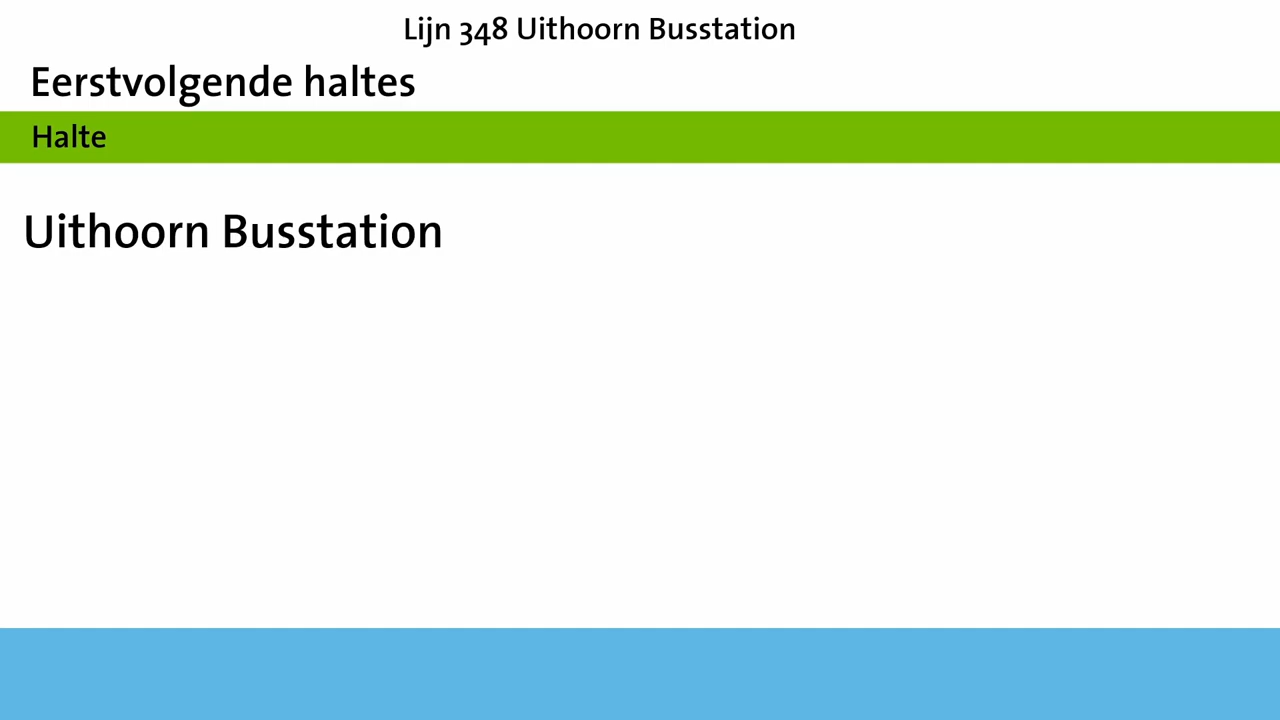 Lijn 348 Uithoorn Busstation
Eerstvolgende haltes
Halte
Uithoorn Busstation